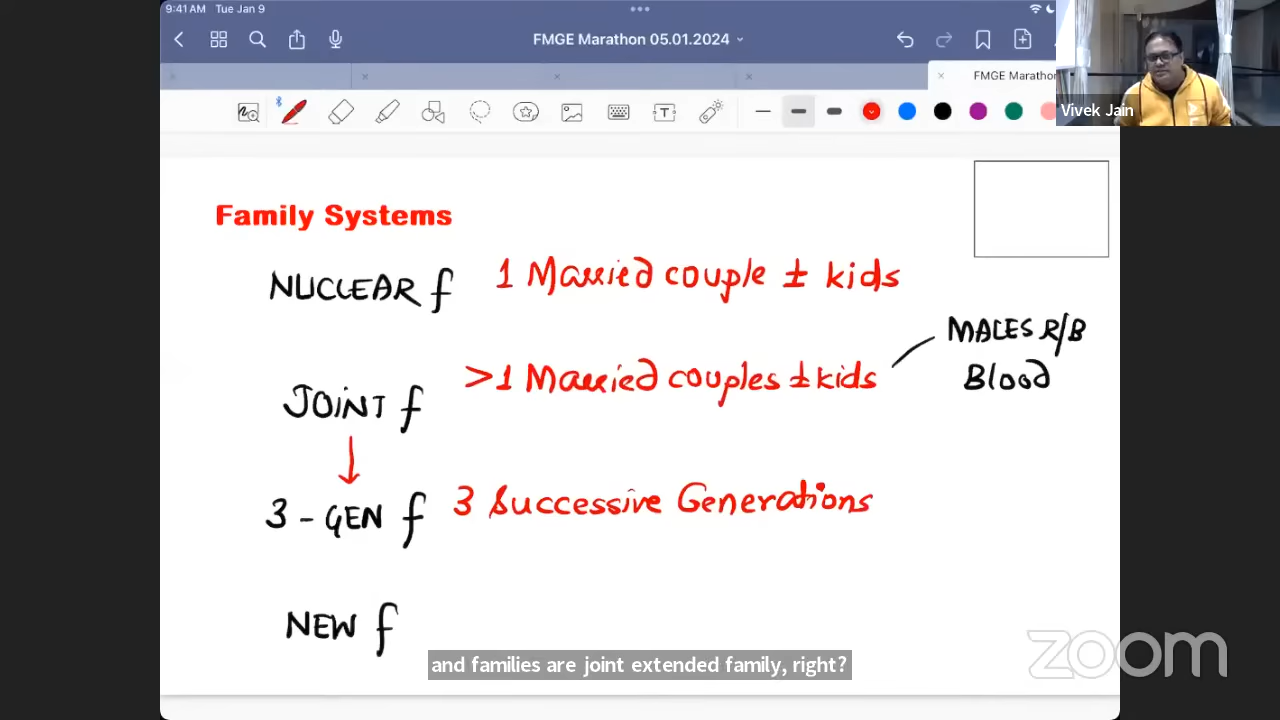 9:41 AM Tue Jan 9
FMGE Marathon 05.01.2024
FMGE Marathon
Vivek Jain
Family Systems
NUCLEAR f 1 Married couple ± kids
JOINT f >1 Married couples ± kids
MALES R/B
Blood
3 - GEN f 3 Successive Generations
NEW f
and families are joint extended family, right?
zoom